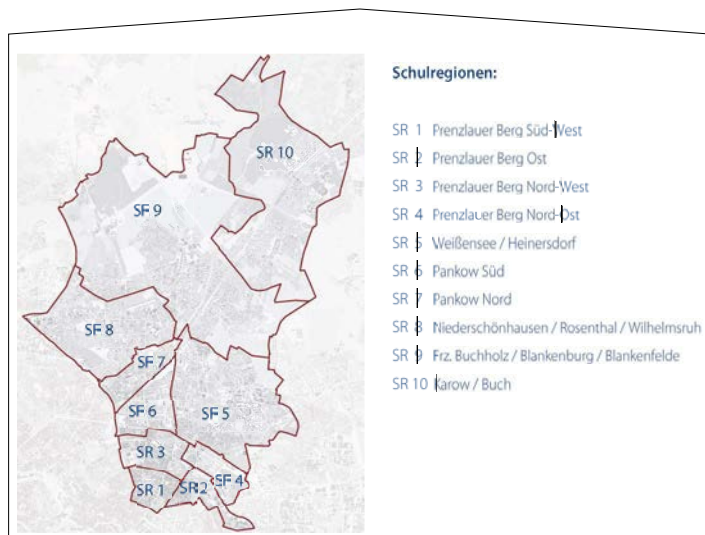 Schulregionen:
SR 1 Prenzlauer Berg Süd-West
SR 2 Prenzlauer Berg Ost
SR 3 Prenzlauer Berg Nord-West
SR 4 Prenzlauer Berg Nord-Ost
SR 5 Weißensee / Heinersdorf
SR 6 Pankow Süd
SR 7 Pankow Nord
SR 8 Niederschönhausen / Rosenthal / Wilhelmsruh
SR 9 Frz. Buchholz / Blankenburg / Blankenfelde
SR 10 Karow / Buch
SR 10
SF 9
SF 8
SF 7
SF 6
SF 5
SR 3
SF 4
SR 1
SR 2